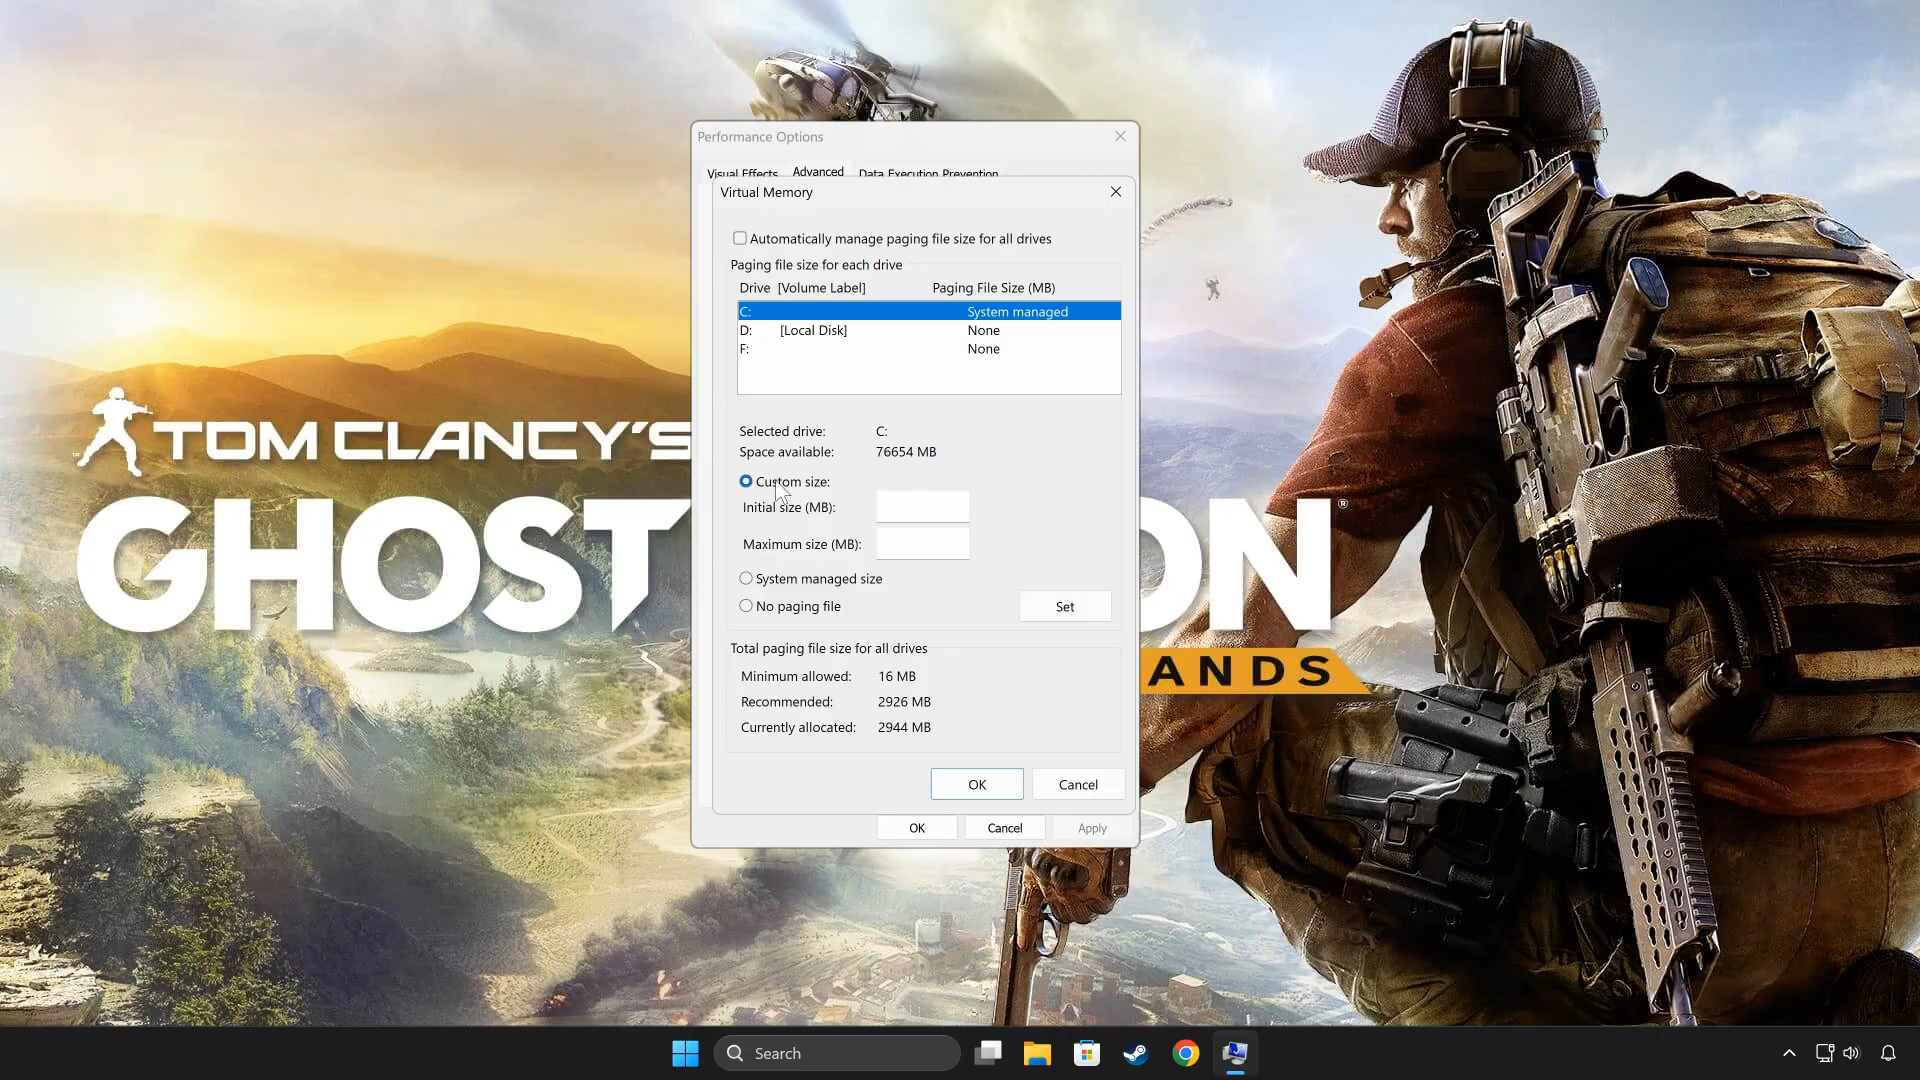 Performance Options
Visual Effects Advanced Data Execution Prevention
Virtual Memory
Automatically manage paging file size for all drives
Paging file size for each drive
Drive [Volume Label] Paging File Size (MB)
C: System managed
D: [Local Disk] None
F: None
Selected drive: C:
Space available: 76654 MB
Custom size:
Initial size (MB):
Maximum size (MB):
System managed size
No paging file Set
Total paging file size for all drives
Minimum allowed: 16 MB
Recommended: 2926 MB
Currently allocated: 2944 MB
OK Cancel
OK Cancel Apply
TOM CLANCY'S
GHOST ON ®
ANDS
Search